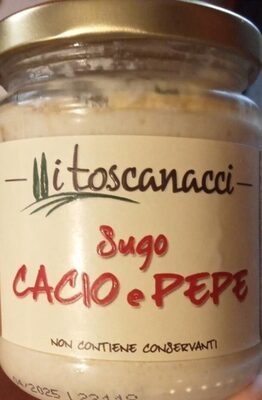 i toscanacci
Sugo
CACIO e PEPE
NON CONTIENE CONSERVANTI